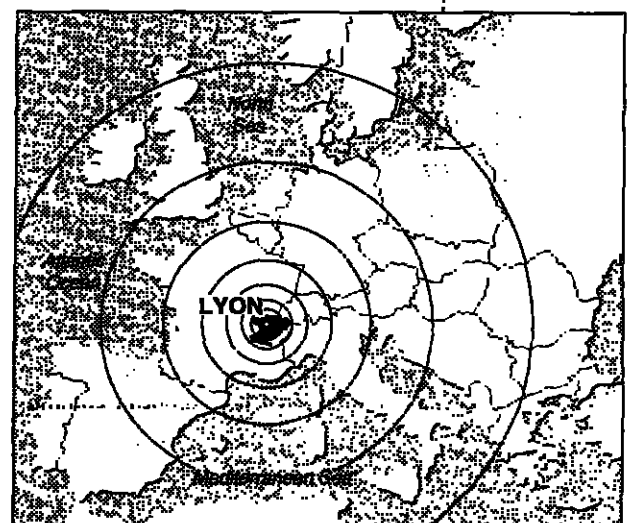 North
Sea
Atlantic
Ocean
LYON
Mediterranean Sea